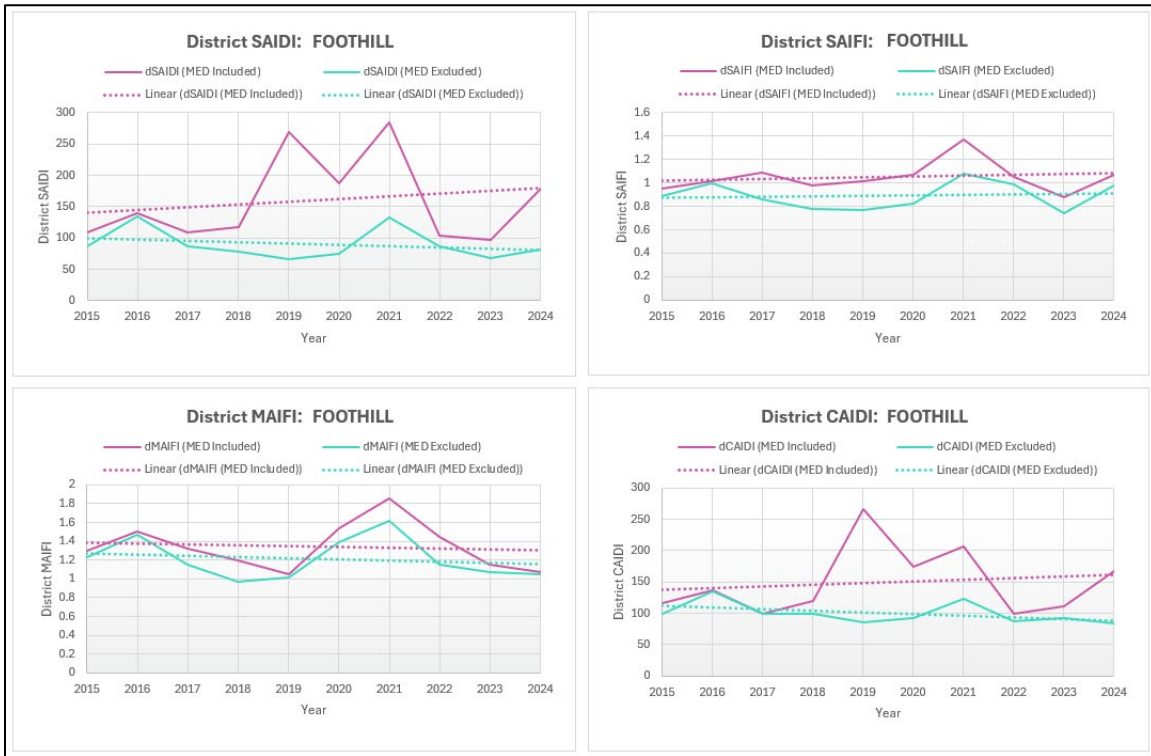 District SAIDI:  FOOTHILL
dSAIDI (MED Included)
dSAIDI (MED Excluded)
Linear (dSAIDI (MED Included))
Linear (dSAIDI (MED Excluded))
District SAIDI
300
250
200
150
100
50
0
2015 2016 2017 2018 2019 2020 2021 2022 2023 2024
Year
District SAIFI:  FOOTHILL
dSAIFI (MED Included)
dSAIFI (MED Excluded)
Linear (dSAIFI (MED Included))
Linear (dSAIFI (MED Excluded))
District SAIFI
1.6
1.4
1.2
1
0.8
0.6
0.4
0.2
0
2015 2016 2017 2018 2019 2020 2021 2022 2023 2024
Year
District MAIFI:  FOOTHILL
dMAIFI (MED Included)
dMAIFI (MED Excluded)
Linear (dMAIFI (MED Included))
Linear (dMAIFI (MED Excluded))
District MAIFI
2
1.8
1.6
1.4
1.2
1
0.8
0.6
0.4
0.2
0
2015 2016 2017 2018 2019 2020 2021 2022 2023 2024
Year
District CAIDI:  FOOTHILL
dCAIDI (MED Included)
dCAIDI (MED Excluded)
Linear (dCAIDI (MED Included))
Linear (dCAIDI (MED Excluded))
District CAIDI
300
250
200
150
100
50
0
2015 2016 2017 2018 2019 2020 2021 2022 2023 2024
Year